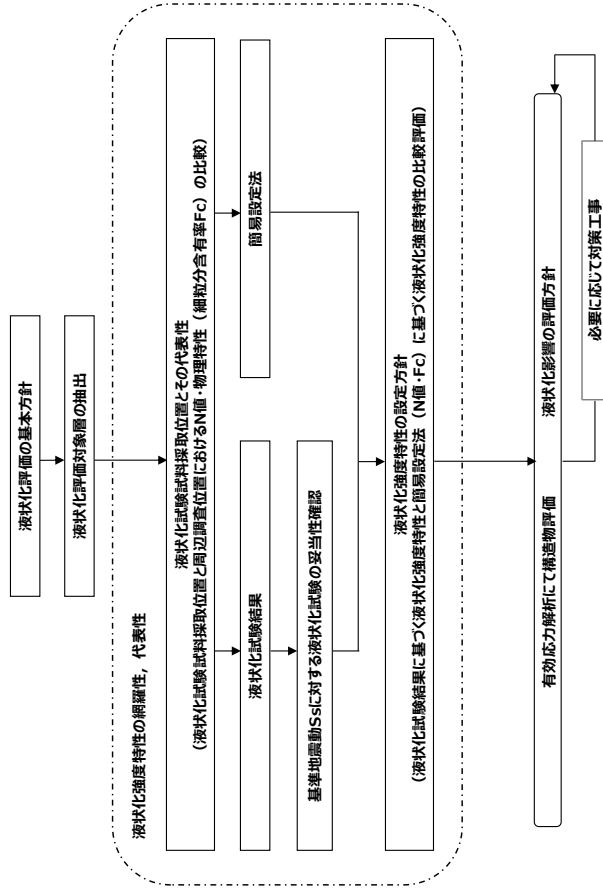 液状化評価の基本方針
液状化評価対象層の抽出
液状化強度特性の網羅性，代表性
液状化試験試料採取位置とその代表性
（液状化試験試料採取位置と周辺調査位置におけるN値・物理特性（細粒分含有率Fc）の比較）
液状化試験結果
簡易設定法
基準地震動Ssに対する液状化試験の妥当性確認
液状化強度特性の設定方針
（液状化試験結果に基づく液状化強度特性と簡易設定法（N値・Fc）に基づく液状化強度特性の比較評価）
有効応力解析にて構造物評価
液状化影響の評価方針
必要に応じて対策工事